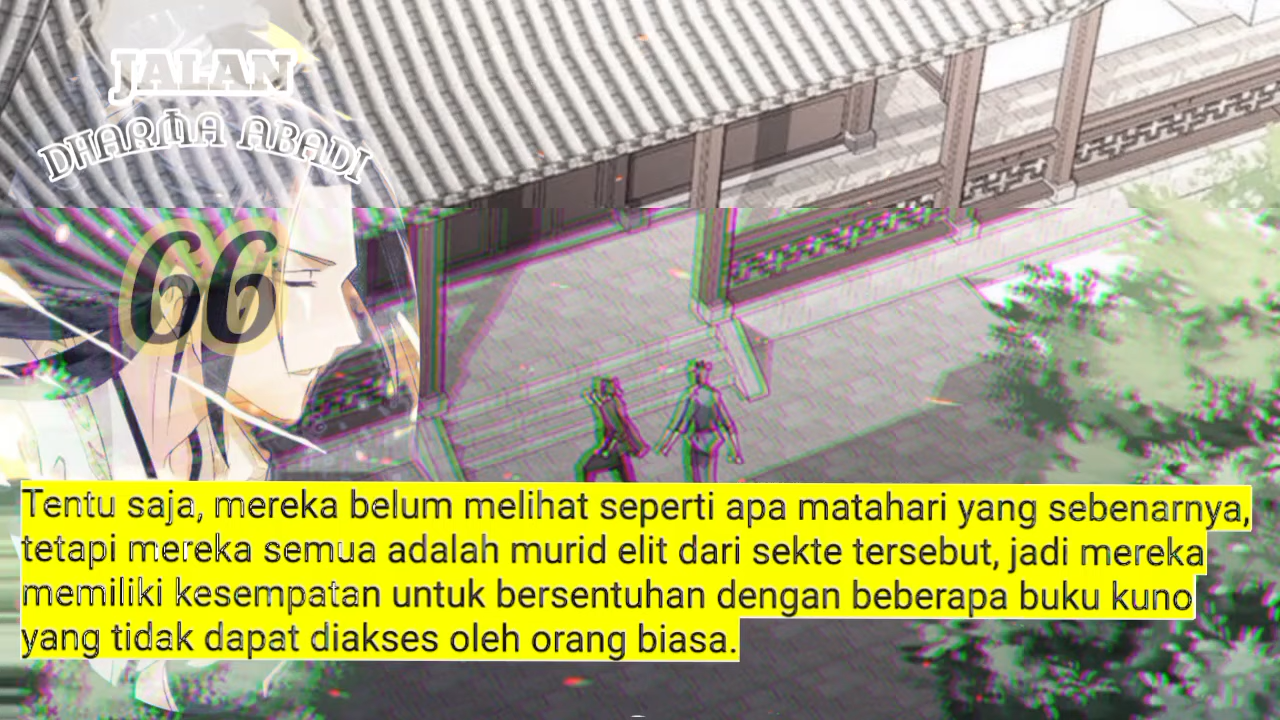 JALAN
DHARMA ABADI
66
Tentu saja, mereka belum melihat seperti apa matahari yang sebenarnya,
tetapi mereka semua adalah murid elit dari sekte tersebut, jadi mereka
memiliki kesempatan untuk bersentuhan dengan beberapa buku kuno
yang tidak dapat diakses oleh orang biasa.